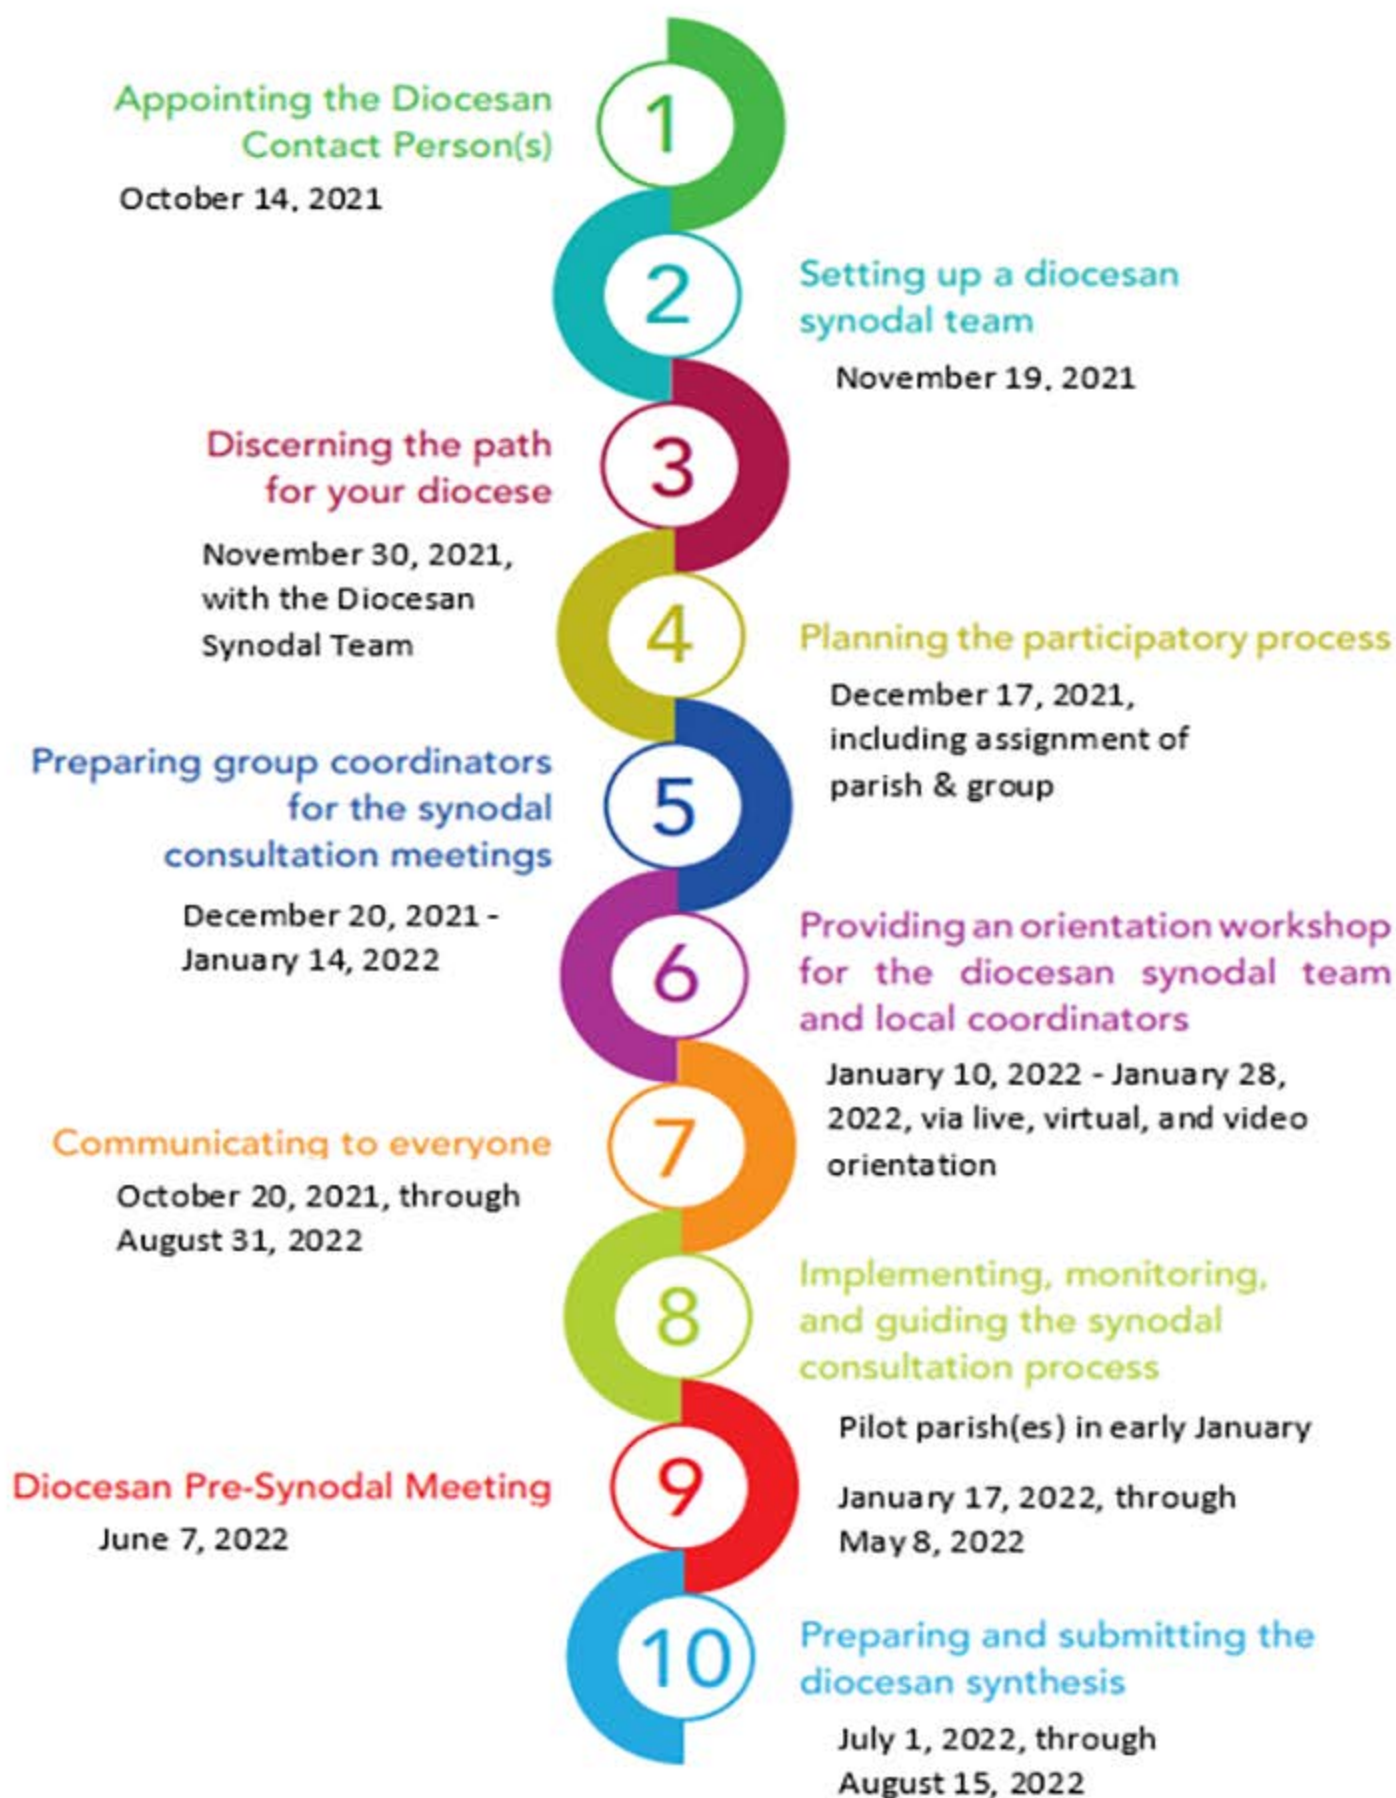 1
Appointing the Diocesan
Contact Person(s)
October 14, 2021
2
Setting up a diocesan
synodal team
November 19, 2021
3
Discerning the path
for your diocese
November 30, 2021,
with the Diocesan
Synodal Team
4
Planning the participatory process
December 17, 2021,
including assignment of
parish & group
5
Preparing group coordinators
for the synodal
consultation meetings
December 20, 2021 -
January 14, 2022
6
Providing an orientation workshop
for the diocesan synodal team
and local coordinators
January 10, 2022 - January 28,
2022, via live, virtual, and video
orientation
7
Communicating to everyone
October 20, 2021, through
August 31, 2022
8
Implementing, monitoring,
and guiding the synodal
consultation process
Pilot parish(es) in early January
January 17, 2022, through
May 8, 2022
9
Diocesan Pre-Synodal Meeting
June 7, 2022
10
Preparing and submitting the
diocesan synthesis
July 1, 2022, through
August 15, 2022